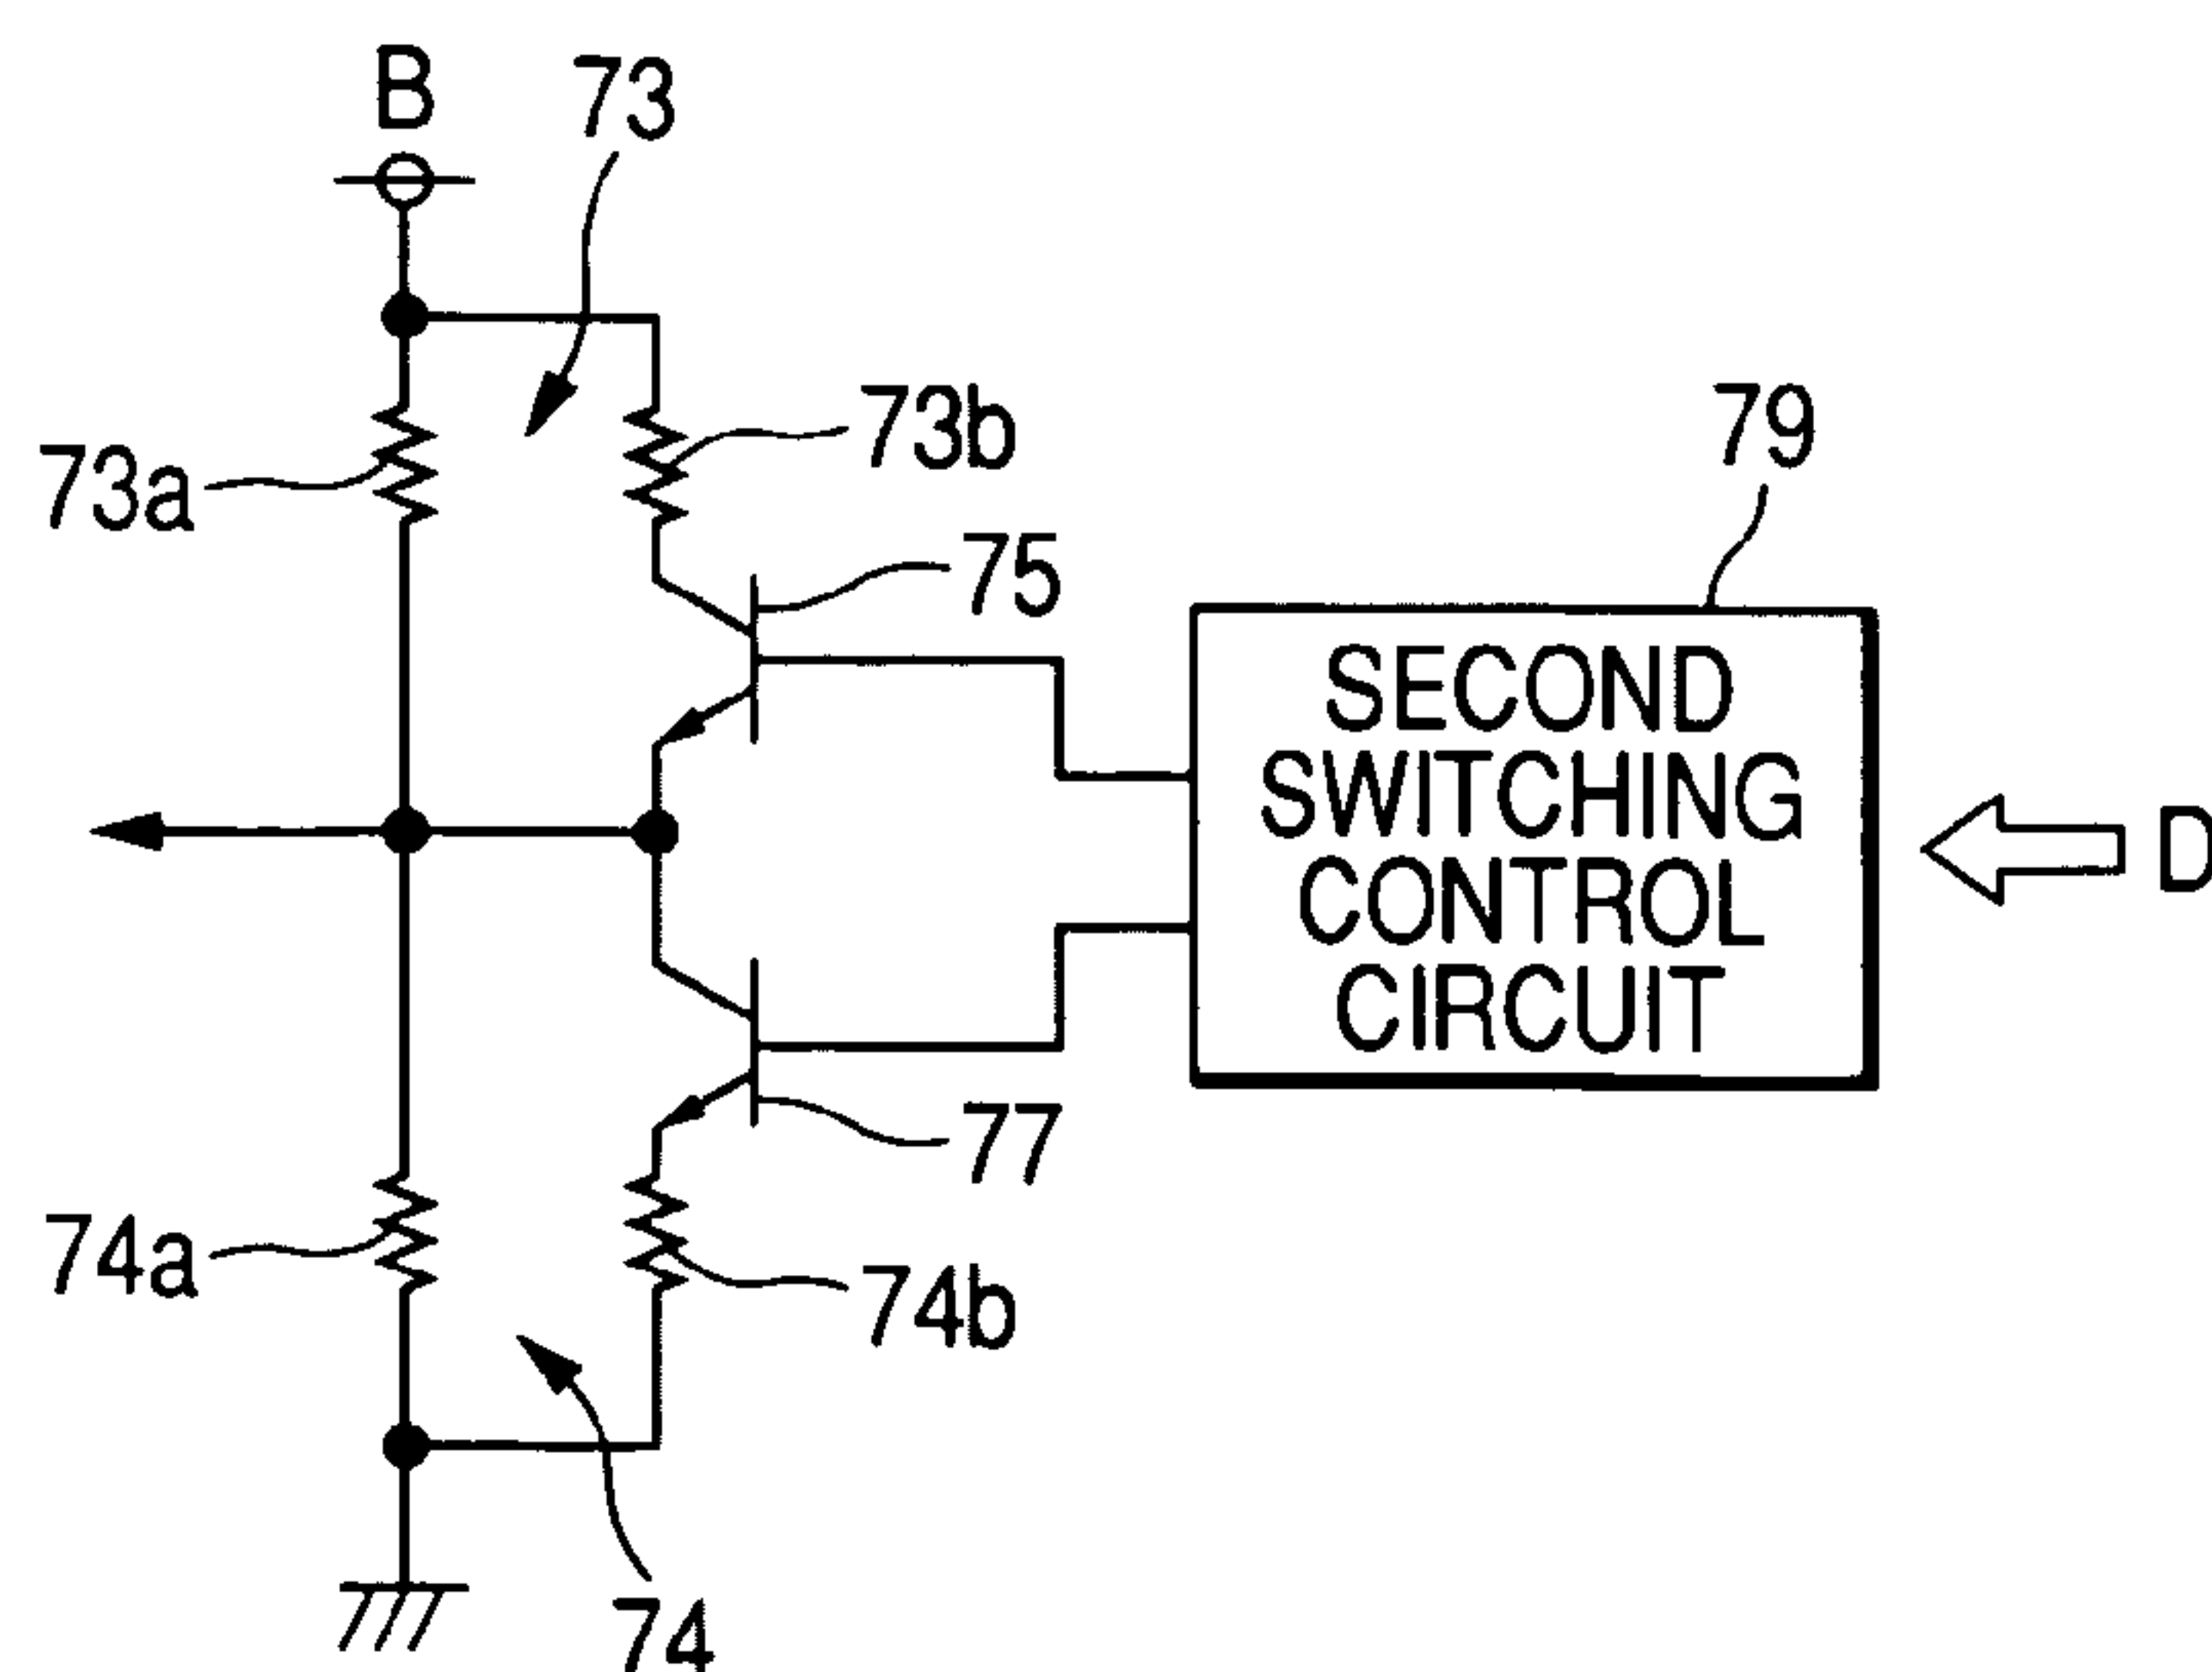 B
73
73a
73b
75
79
SECOND
SWITCHING
CONTROL
CIRCUIT
D
77
74a
74b
74